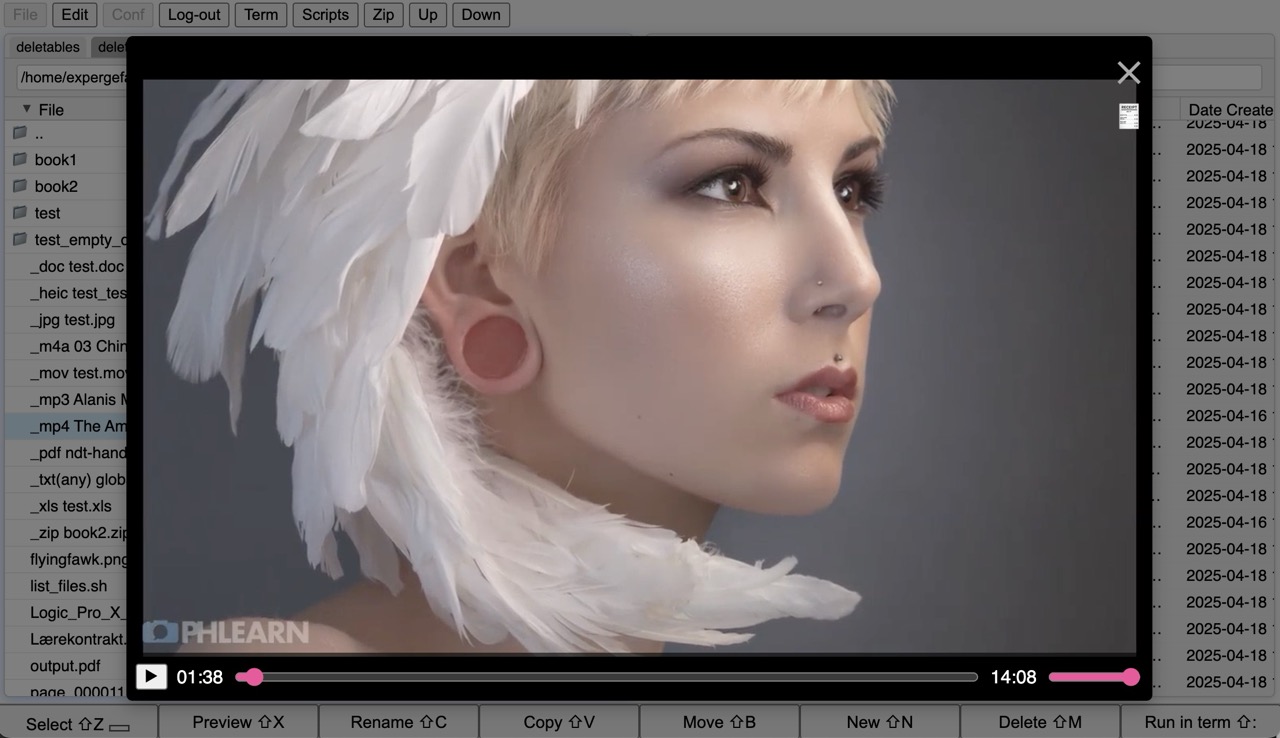 File Edit Conf Log-out Term Scripts Zip Up Down
deletables
/home/expergefa
File
Date Create
..
book1
book2
test
test_empty_
_doc test.doc
_heic test_tes
_jpg test.jpg
_m4a 03 Chin
_mov test.mov
_mp3 Alanis M
_mp4 The Am
_pdf ndt-hand
_txt(any) glob
_xls test.xls
_zip book2.zip
flyingfawk.png
list_files.sh
Logic_Pro_X_
Lærekontrakt.
output.pdf
page_000011
2025-04-18
2025-04-18
2025-04-18
2025-04-18
2025-04-18
2025-04-18
2025-04-18
2025-04-18
2025-04-18
2025-04-18
2025-04-18
2025-04-16
2025-04-18
2025-04-18
2025-04-18
2025-04-16
2025-04-18
2025-04-18
2025-04-18
2025-04-18
2025-04-18
2025-04-18
RECEIPT
PHLEARN
01:38 14:08
Select ⇧Z Preview ⇧X Rename ⇧C Copy ⇧V Move ⇧B New ⇧N Delete ⇧M Run in term ⇧: